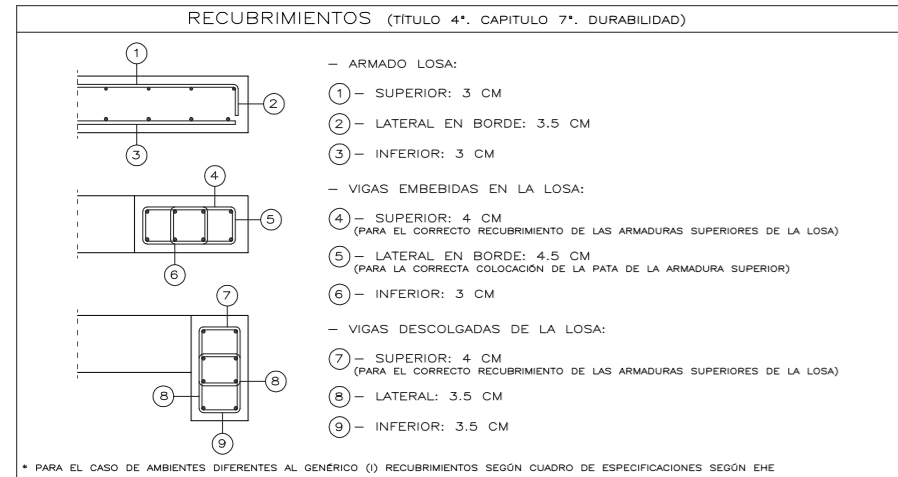 RECUBRIMIENTOS (TÍTULO 4°. CAPITULO 7°. DURABILIDAD)
1
2
3
4
5
6
7
8
8
9
– ARMADO LOSA:
1 – SUPERIOR: 3 CM
2 – LATERAL EN BORDE: 3.5 CM
3 – INFERIOR: 3 CM
– VIGAS EMBEBIDAS EN LA LOSA:
4 – SUPERIOR: 4 CM
(PARA EL CORRECTO RECUBRIMIENTO DE LAS ARMADURAS SUPERIORES DE LA LOSA)
5 – LATERAL EN BORDE: 4.5 CM
(PARA LA CORRECTA COLOCACIÓN DE LA PATA DE LA ARMADURA SUPERIOR)
6 – INFERIOR: 3 CM
– VIGAS DESCOLGADAS DE LA LOSA:
7 – SUPERIOR: 4 CM
(PARA EL CORRECTO RECUBRIMIENTO DE LAS ARMADURAS SUPERIORES DE LA LOSA)
8 – LATERAL: 3.5 CM
9 – INFERIOR: 3.5 CM
* PARA EL CASO DE AMBIENTES DIFERENTES AL GENÉRICO (I) RECUBRIMIENTOS SEGÚN CUADRO DE ESPECIFICACIONES SEGÚN EHE